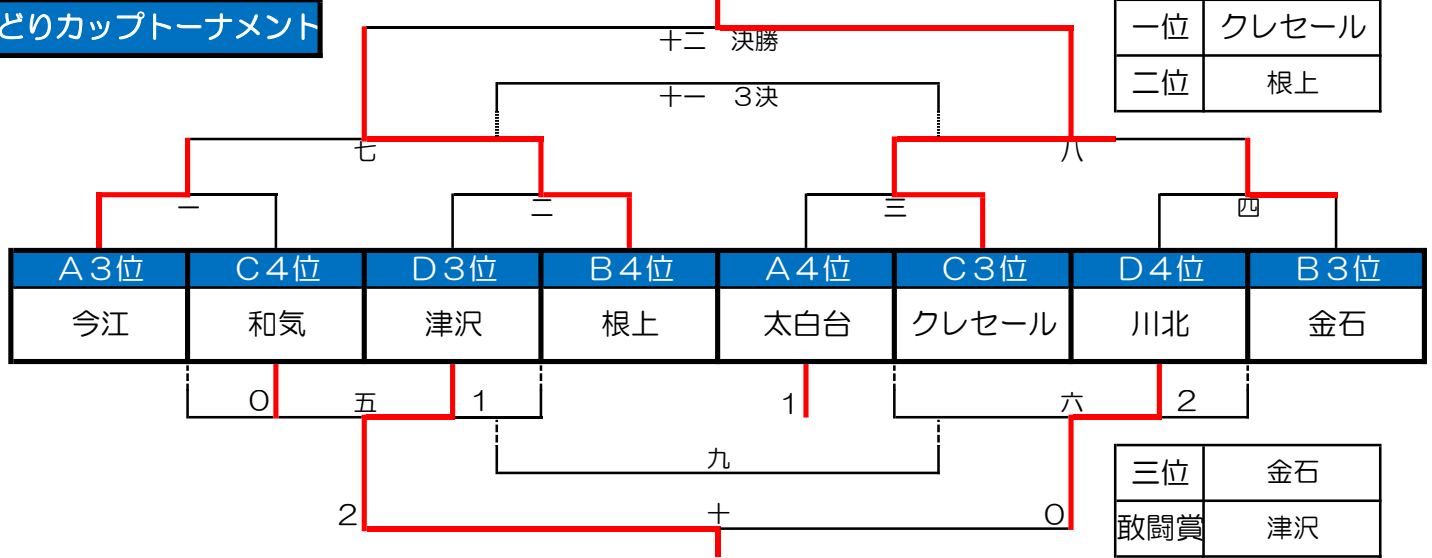 どりカップトーナメント
一位 クレセール
二位 根上
十二 決勝
十一 3決
七 八
一 二 三 四
A3位 C4位 D3位 B4位 A4位 C3位 D4位 B3位
今江 和気 津沢 根上 太白台 クレセール 川北 金石
0 五 1 1 六 2
九
2 十 0
三位 金石
敢闘賞 津沢